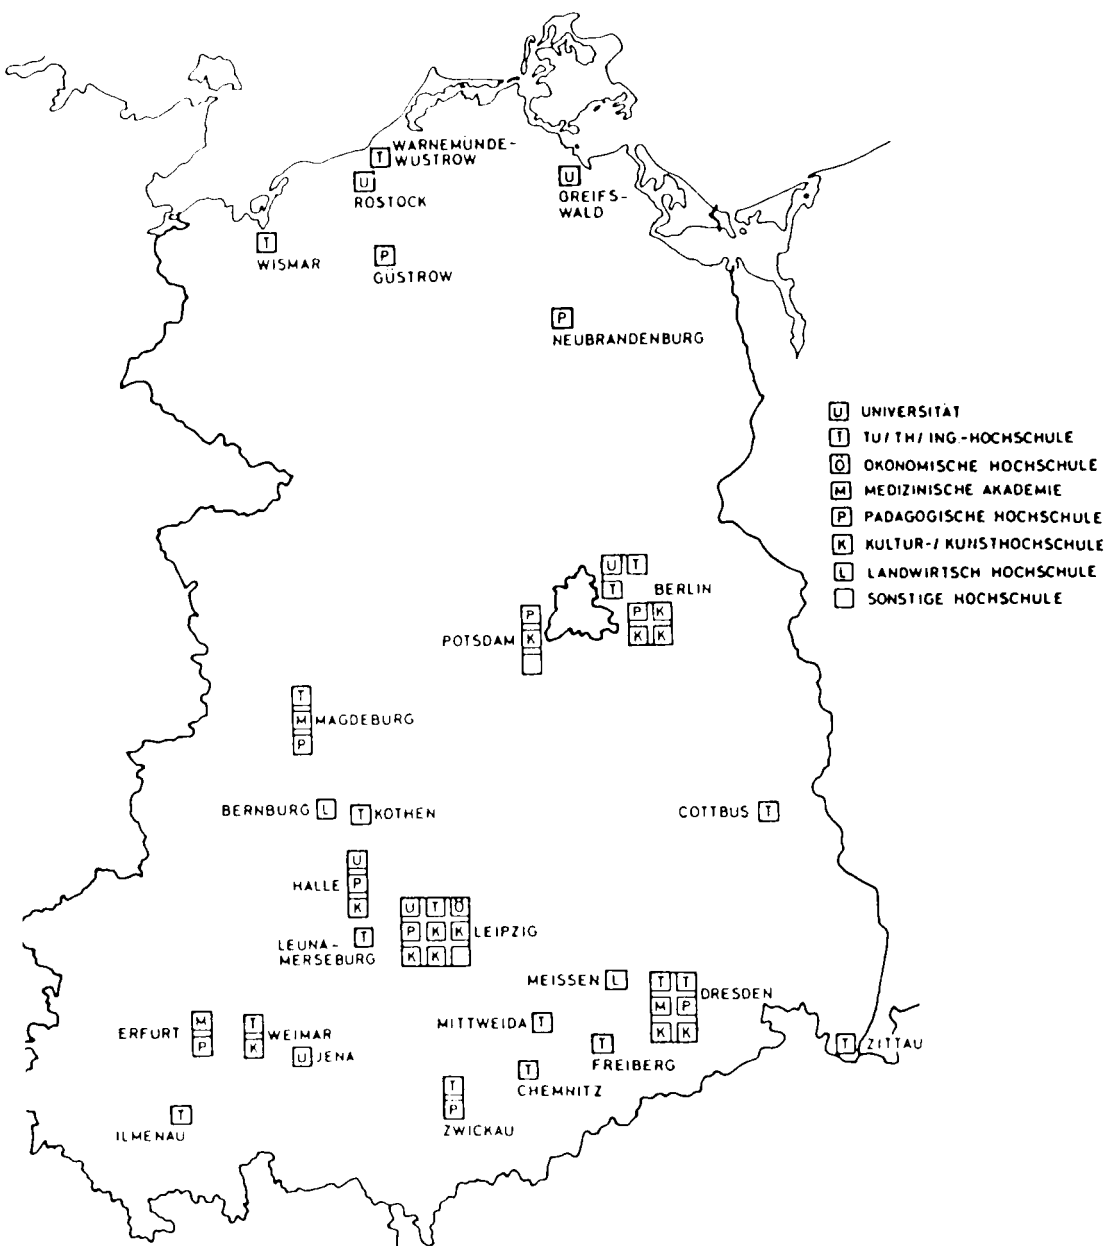 WARNEMÜNDE-
WUSTROW
T
U
ROSTOCK
U
GREIFS-
WALD
T
WISMAR
P
GÜSTROW
P
NEUBRANDENBURG
U UNIVERSITÄT
T TU/TH/ING.-HOCHSCHULE
Ö ÖKONOMISCHE HOCHSCHULE
M MEDIZINISCHE AKADEMIE
P PADAGOGISCHE HOCHSCHULE
K KULTUR-/KUNSTHOCHSCHULE
L LANDWIRTSCH HOCHSCHULE
SONSTIGE HOCHSCHULE
U T
T
BERLIN
P K
K K
POTSDAM
P
K
T
M MAGDEBURG
P
BERNBURG L
T KOTHEN
COTTBUS T
U
HALLE P
K
U T Ö
P K K LEIPZIG
K K
LEUNA-
MERSEBURG
T
MEISSEN L
T T
DRESDEN
M P
K K
ERFURT M
P
T
WEIMAR
K
U JENA
MITTWEIDA T
T
FREIBERG
T
CHEMNITZ
T ZITTAU
T
P
ZWICKAU
T
ILMENAU